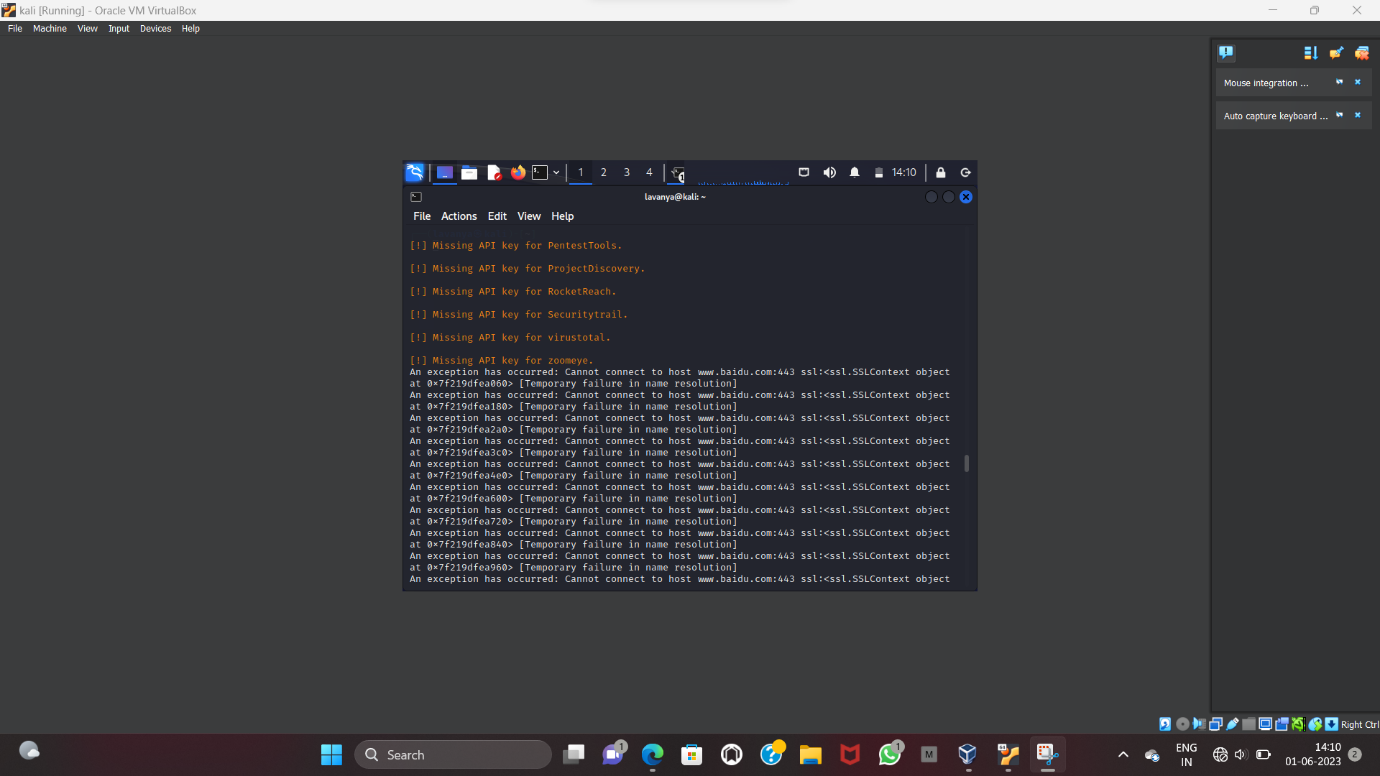 kali [Running] - Oracle VM VirtualBox
File Machine View Input Devices Help
Mouse integration ...
Auto capture keyboard ...
1 2 3 4 14:10
lavanya@kali: ~
File Actions Edit View Help
[!] Missing API key for PentestTools.
[!] Missing API key for ProjectDiscovery.
[!] Missing API key for RocketReach.
[!] Missing API key for Securitytrail.
[!] Missing API key for virustotal.
[!] Missing API key for zoomeye.
An exception has occurred: Cannot connect to host www.baidu.com:443 ssl:<ssl.SSLContext object
at 0×7f219dfea060> [Temporary failure in name resolution]
An exception has occurred: Cannot connect to host www.baidu.com:443 ssl:<ssl.SSLContext object
at 0×7f219dfea180> [Temporary failure in name resolution]
An exception has occurred: Cannot connect to host www.baidu.com:443 ssl:<ssl.SSLContext object
at 0×7f219dfea2a0> [Temporary failure in name resolution]
An exception has occurred: Cannot connect to host www.baidu.com:443 ssl:<ssl.SSLContext object
at 0×7f219dfea3c0> [Temporary failure in name resolution]
An exception has occurred: Cannot connect to host www.baidu.com:443 ssl:<ssl.SSLContext object
at 0×7f219dfea4e0> [Temporary failure in name resolution]
An exception has occurred: Cannot connect to host www.baidu.com:443 ssl:<ssl.SSLContext object
at 0×7f219dfea600> [Temporary failure in name resolution]
An exception has occurred: Cannot connect to host www.baidu.com:443 ssl:<ssl.SSLContext object
at 0×7f219dfea720> [Temporary failure in name resolution]
An exception has occurred: Cannot connect to host www.baidu.com:443 ssl:<ssl.SSLContext object
at 0×7f219dfea840> [Temporary failure in name resolution]
An exception has occurred: Cannot connect to host www.baidu.com:443 ssl:<ssl.SSLContext object
at 0×7f219dfea960> [Temporary failure in name resolution]
An exception has occurred: Cannot connect to host www.baidu.com:443 ssl:<ssl.SSLContext object
Right Ctrl
Search
1
1
M
ENG
IN
14:10
01-06-2023
2